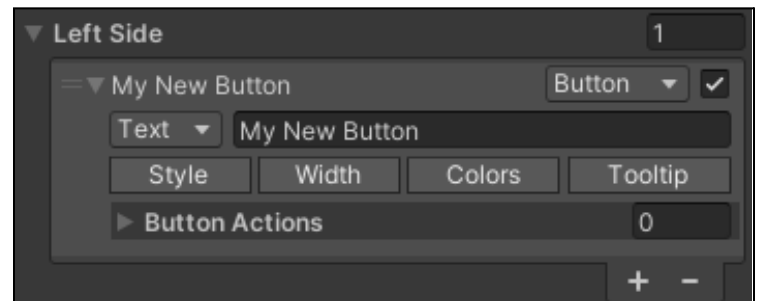 Left Side 1
My New Button Button
Text My New Button
Style Width Colors Tooltip
Button Actions 0
+ -